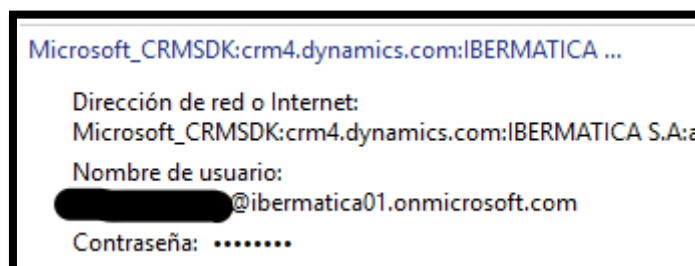 Microsoft_CRMSDK:crm4.dynamics.com:IBERMATICA ...
Dirección de red o Internet:
Microsoft_CRMSDK:crm4.dynamics.com:IBERMATICA S.A:a
Nombre de usuario:
@ibermatica01.onmicrosoft.com
Contraseña: ••••••••